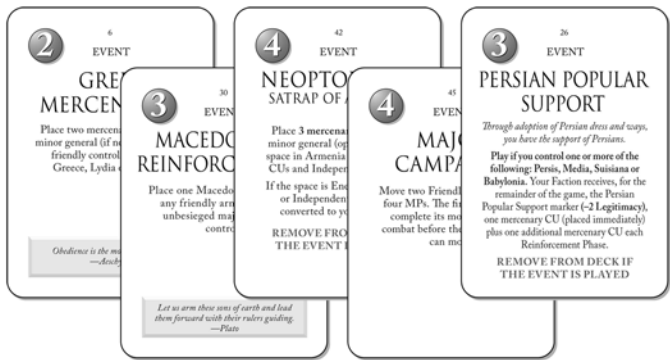 2
6
EVENT
GRE
MERCEN
Place two mercena
minor general (if n
friendly control
Greece, Lydia c
Obedience is the mo
—Aeschy
3
30
EVEN
MACEDO
REINFORC
Place one Macedo
any friendly arm
unbesieged maj
contro
Let us arm these sons of earth and lead
them forward with their rulers guiding.
—Plato
4
42
EVENT
NEOPTO
SATRAP OF A
Place 3 mercenar
minor general (op
space in Armenia
CUs and Indepen
If the space is Ene
or Independen
converted to yo
REMOVE FRO
THE EVENT I
4
45
EVEN
MAJ
CAMPA
Move two Friendl
four MPs. The fi
complete its mo
combat before the
can mo
3
26
EVENT
PERSIAN POPULAR
SUPPORT
Through adoption of Persian dress and ways,
you have the support of Persians.
Play if you control one or more of the
following: Persis, Media, Suisiana or
Babylonia. Your Faction receives, for the
remainder of the game, the Persian
Popular Support marker (–2 Legitimacy),
one mercenary CU (placed immediately)
plus one additional mercenary CU each
Reinforcement Phase.
REMOVE FROM DECK IF
THE EVENT IS PLAYED